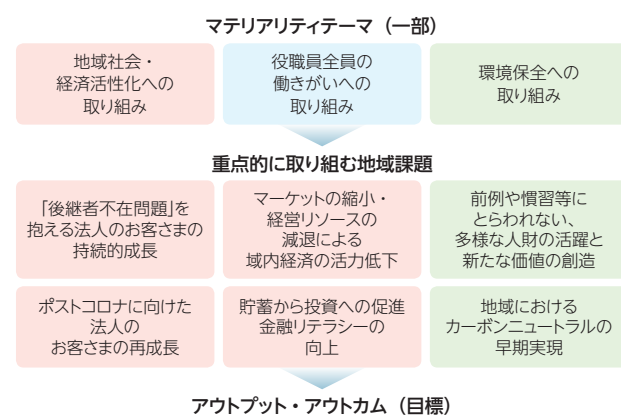 マテリアリティテーマ（一部）
地域社会・
経済活性化への
取り組み
役職員全員の
働きがいへの
取り組み
環境保全への
取り組み
重点的に取り組む地域課題
「後継者不在問題」を
抱える法人のお客さまの
持続的成長
マーケットの縮小・
経営リソースの
減退による
域内経済の活力低下
前例や慣習等に
とらわれない、
多様な人財の活躍と
新たな価値の創造
ポストコロナに向けた
法人の
お客さまの再成長
貯蓄から投資への促進
金融リテラシーの
向上
地域における
カーボンニュートラルの
早期実現
アウトプット・アウトカム（目標）